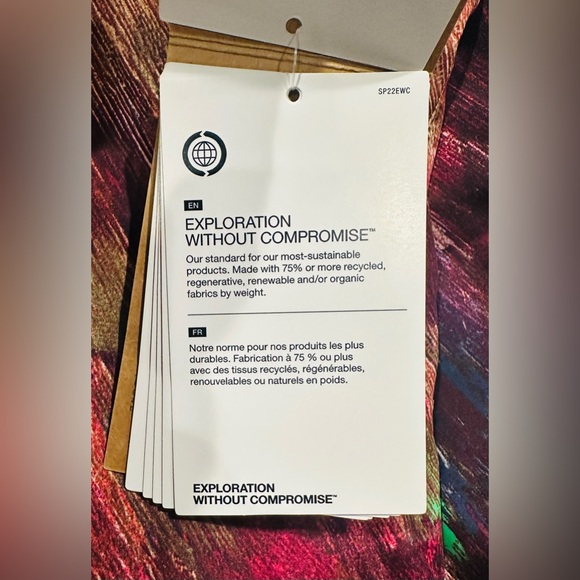 SP22EWC
EN
EXPLORATION
WITHOUT COMPROMISE™
Our standard for our most-sustainable
products. Made with 75% or more recycled,
regenerative, renewable and/or organic
fabrics by weight.
FR
Notre norme pour nos produits les plus
durables. Fabrication à 75 % ou plus
avec des tissus recyclés, régénérables,
renouvelables ou naturels en poids.
EXPLORATION
WITHOUT COMPROMISE™